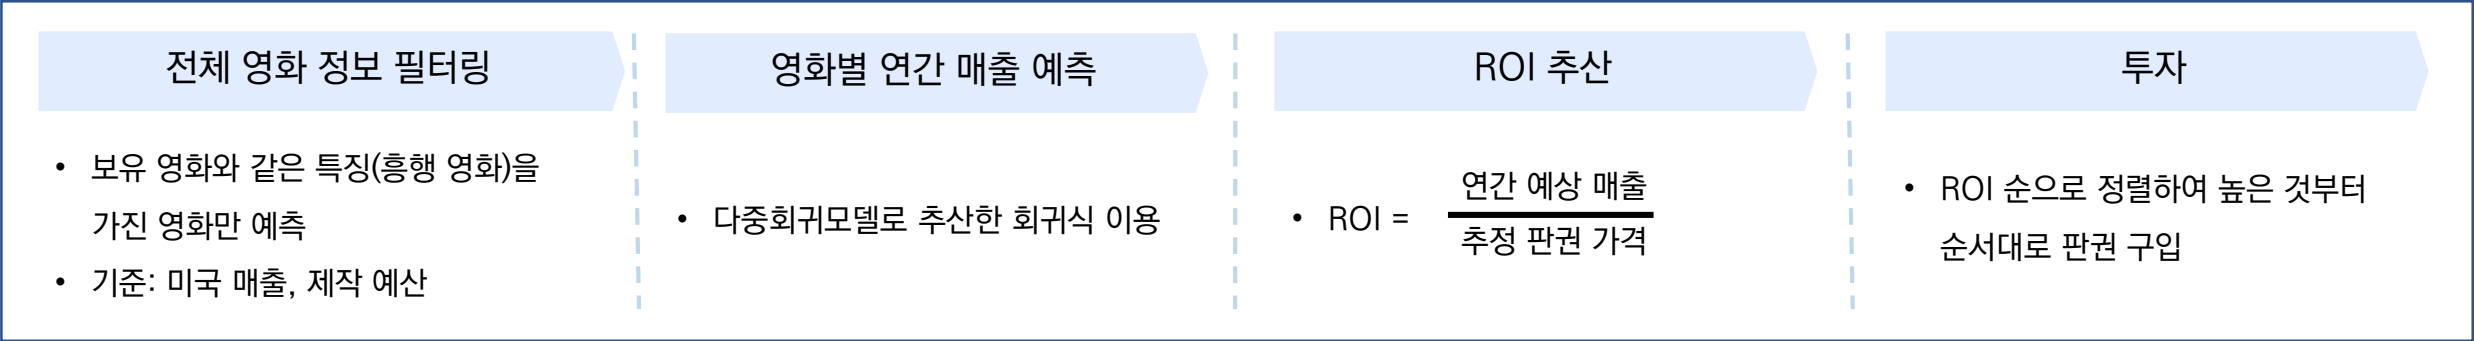 전체 영화 정보 필터링
• 보유 영화와 같은 특징(흥행 영화)을
가진 영화만 예측
• 기준: 미국 매출, 제작 예산
영화별 연간 매출 예측
• 다중회귀모델로 추산한 회귀식 이용
ROI 추산
• ROI =
연간 예상 매출
추정 판권 가격
투자
• ROI 순으로 정렬하여 높은 것부터
순서대로 판권 구입